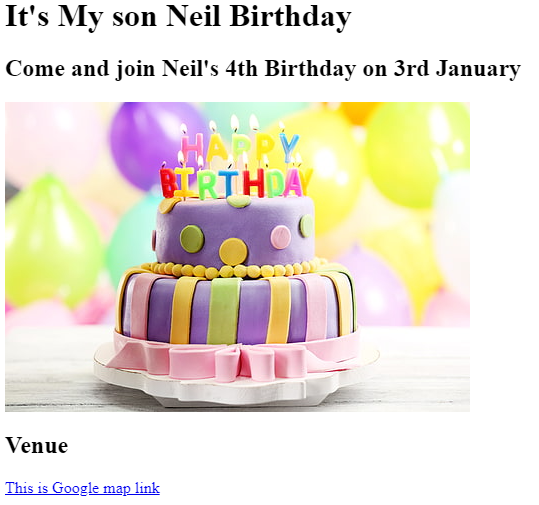 It's My son Neil Birthday
Come and join Neil's 4th Birthday on 3rd January
HAPPY
BIRTHDAY
Venue
This is Google map link